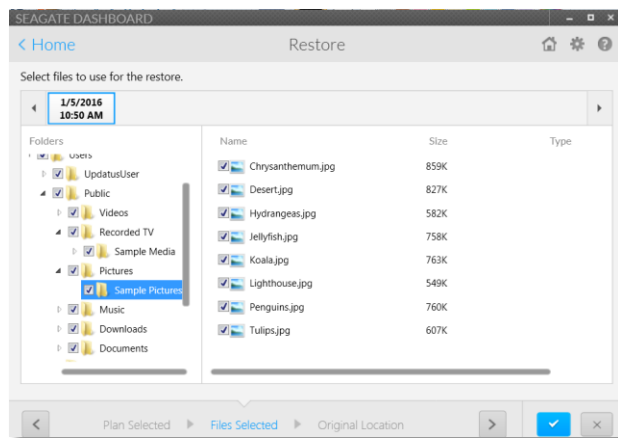 SEAGATE DASHBOARD
Home
Restore
Select files to use for the restore.
1/5/2016
10:50 AM
Folders
Name
Size
Type
Users
UpdatusUser
Public
Videos
Recorded TV
Sample Media
Pictures
Sample Pictures
Music
Downloads
Documents
Chrysanthemum.jpg 859K
Desert.jpg 827K
Hydrangeas.jpg 582K
Jellyfish.jpg 758K
Koala.jpg 763K
Lighthouse.jpg 549K
Penguins.jpg 760K
Tulips.jpg 607K
Plan Selected
Files Selected
Original Location